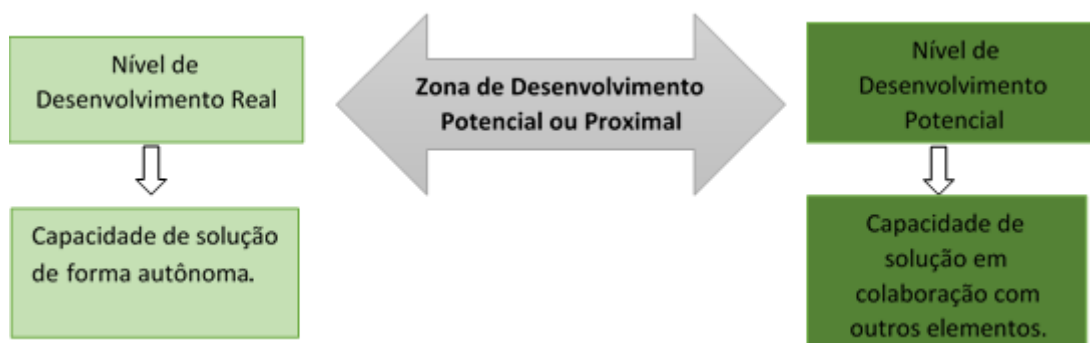 Nível de
Desenvolvimento Real
Capacidade de solução
de forma autônoma.
Zona de Desenvolvimento
Potencial ou Proximal
Nível de
Desenvolvimento
Potencial
Capacidade de
solução em
colaboração com
outros elementos.